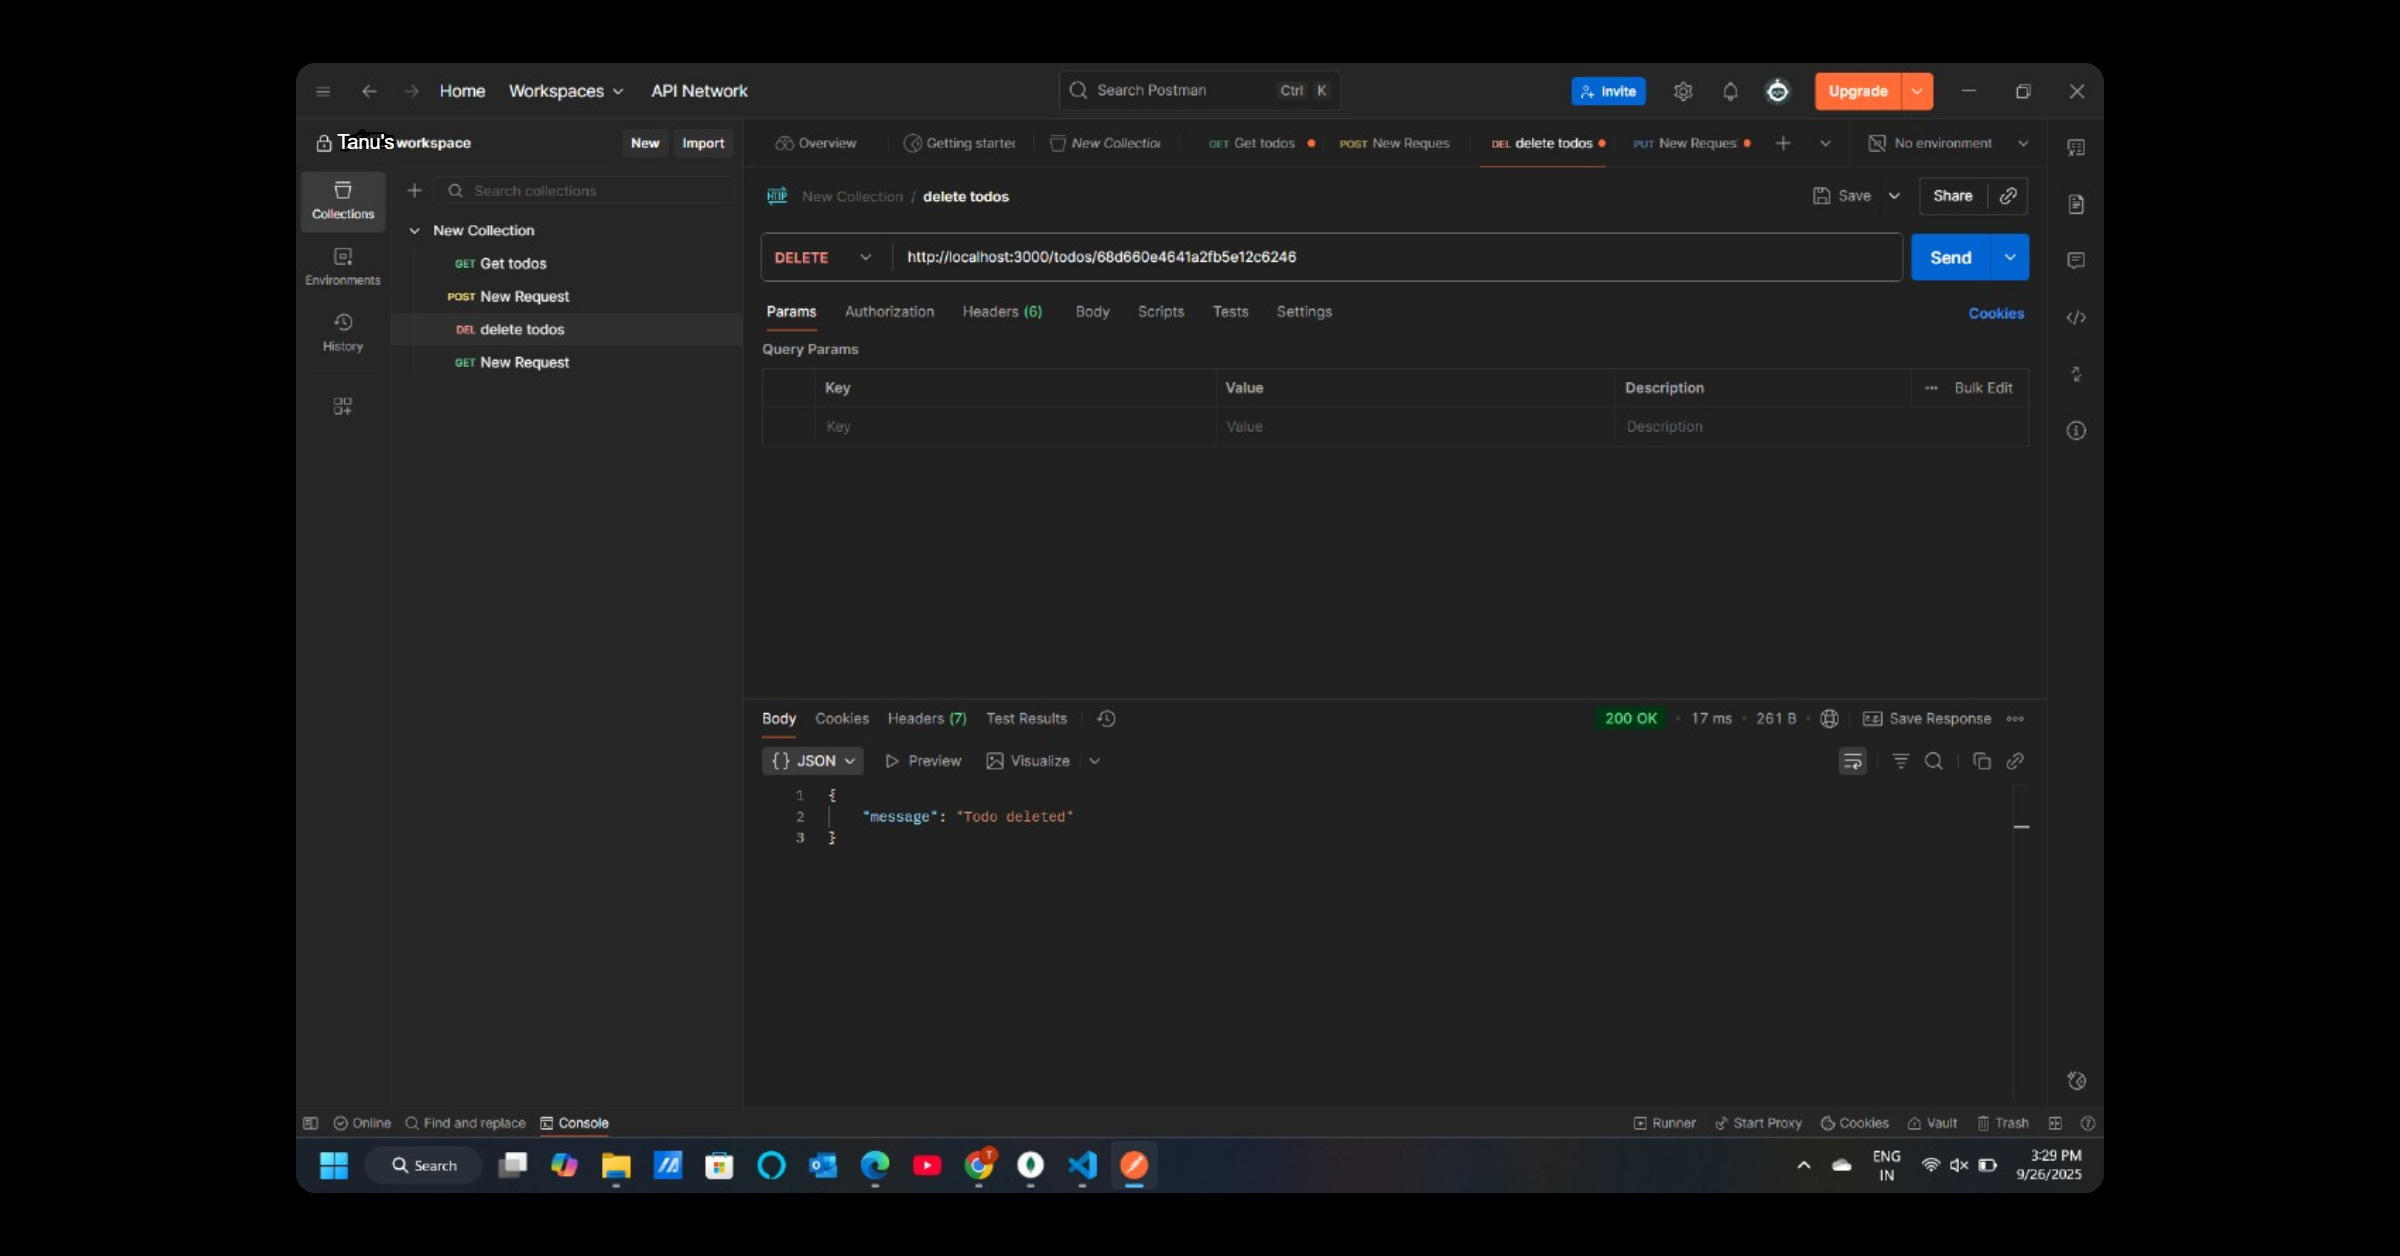 Home Workspaces API Network Search Postman Ctrl K Invite Upgrade
Tanu's workspace New Import
Overview Getting startec New Collectior GET Get todos POST New Reques DEL delete todos PUT New Reques No environment
Collections
Environments
History
Search collections
New Collection
GET Get todos
POST New Request
DEL delete todos
GET New Request
HTTP New Collection / delete todos Save Share
DELETE http://localhost:3000/todos/68d660e4641a2fb5e12c6246 Send
Params Authorization Headers (6) Body Scripts Tests Settings Cookies
Query Params
Key Value Description Bulk Edit
Key Value Description
Body Cookies Headers (7) Test Results 200 OK • 17 ms • 261 B • Save Response
{} JSON Preview Visualize
1 {
2 "message": "Todo deleted"
3 }
Online Find and replace Console Runner Start Proxy Cookies Vault Trash
Search ENG IN 3:29 PM
9/26/2025